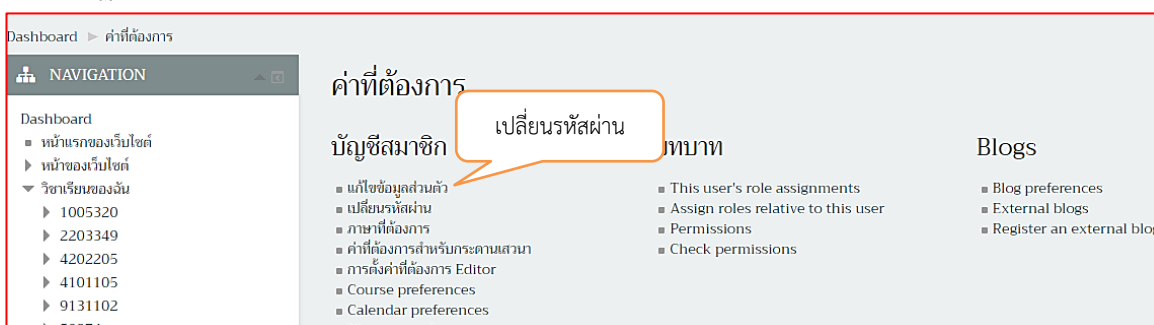 Dashboard ► ค่าที่ต้องการ
NAVIGATION
Dashboard
หน้าแรกของเว็บไซต์
หน้าของเว็บไซต์
วิชาเรียนของฉัน
1005320
2203349
4202205
4101105
9131102
ค่าที่ต้องการ
เปลี่ยนรหัสผ่าน
บัญชีสมาชิก
แก้ไขข้อมูลส่วนตัว
เปลี่ยนรหัสผ่าน
ภาษาที่ต้องการ
ค่าที่ต้องการสำหรับกระดานเสวนา
การตั้งค่าที่ต้องการ Editor
Course preferences
Calendar preferences
This user's role assignments
Assign roles relative to this user
Permissions
Check permissions
Blogs
Blog preferences
External blogs
Register an external